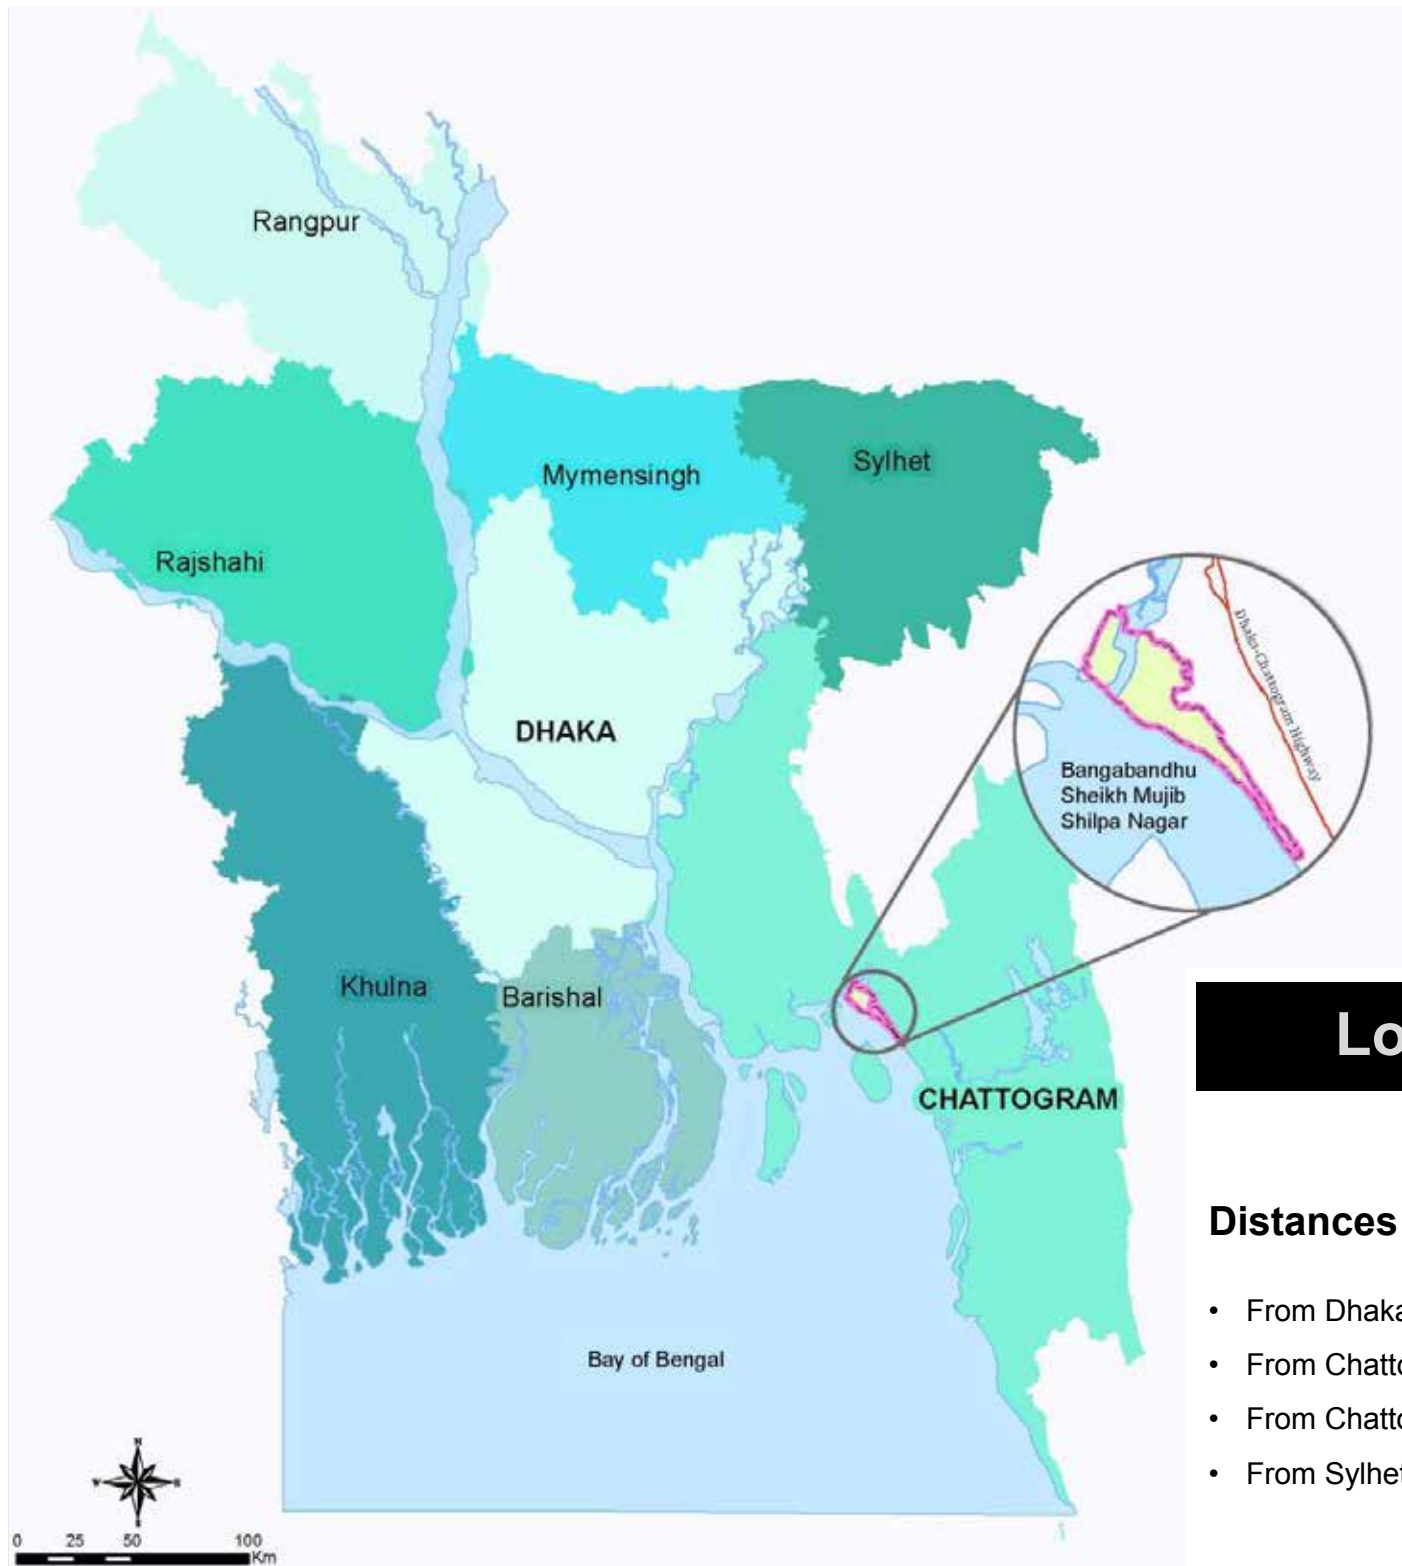 Rangpur
Mymensingh
Sylhet
Rajshahi
DHAKA
Dhaka-Chattogram Highway
Bangabandhu
Sheikh Mujib
Shilpa Nagar
Khulna
Barishal
Lo
CHATTOGRAM
Distances
• From Dhaka
• From Chatto
• From Chatto
• From Sylhet
Bay of Bengal
0 25 50 100
Km